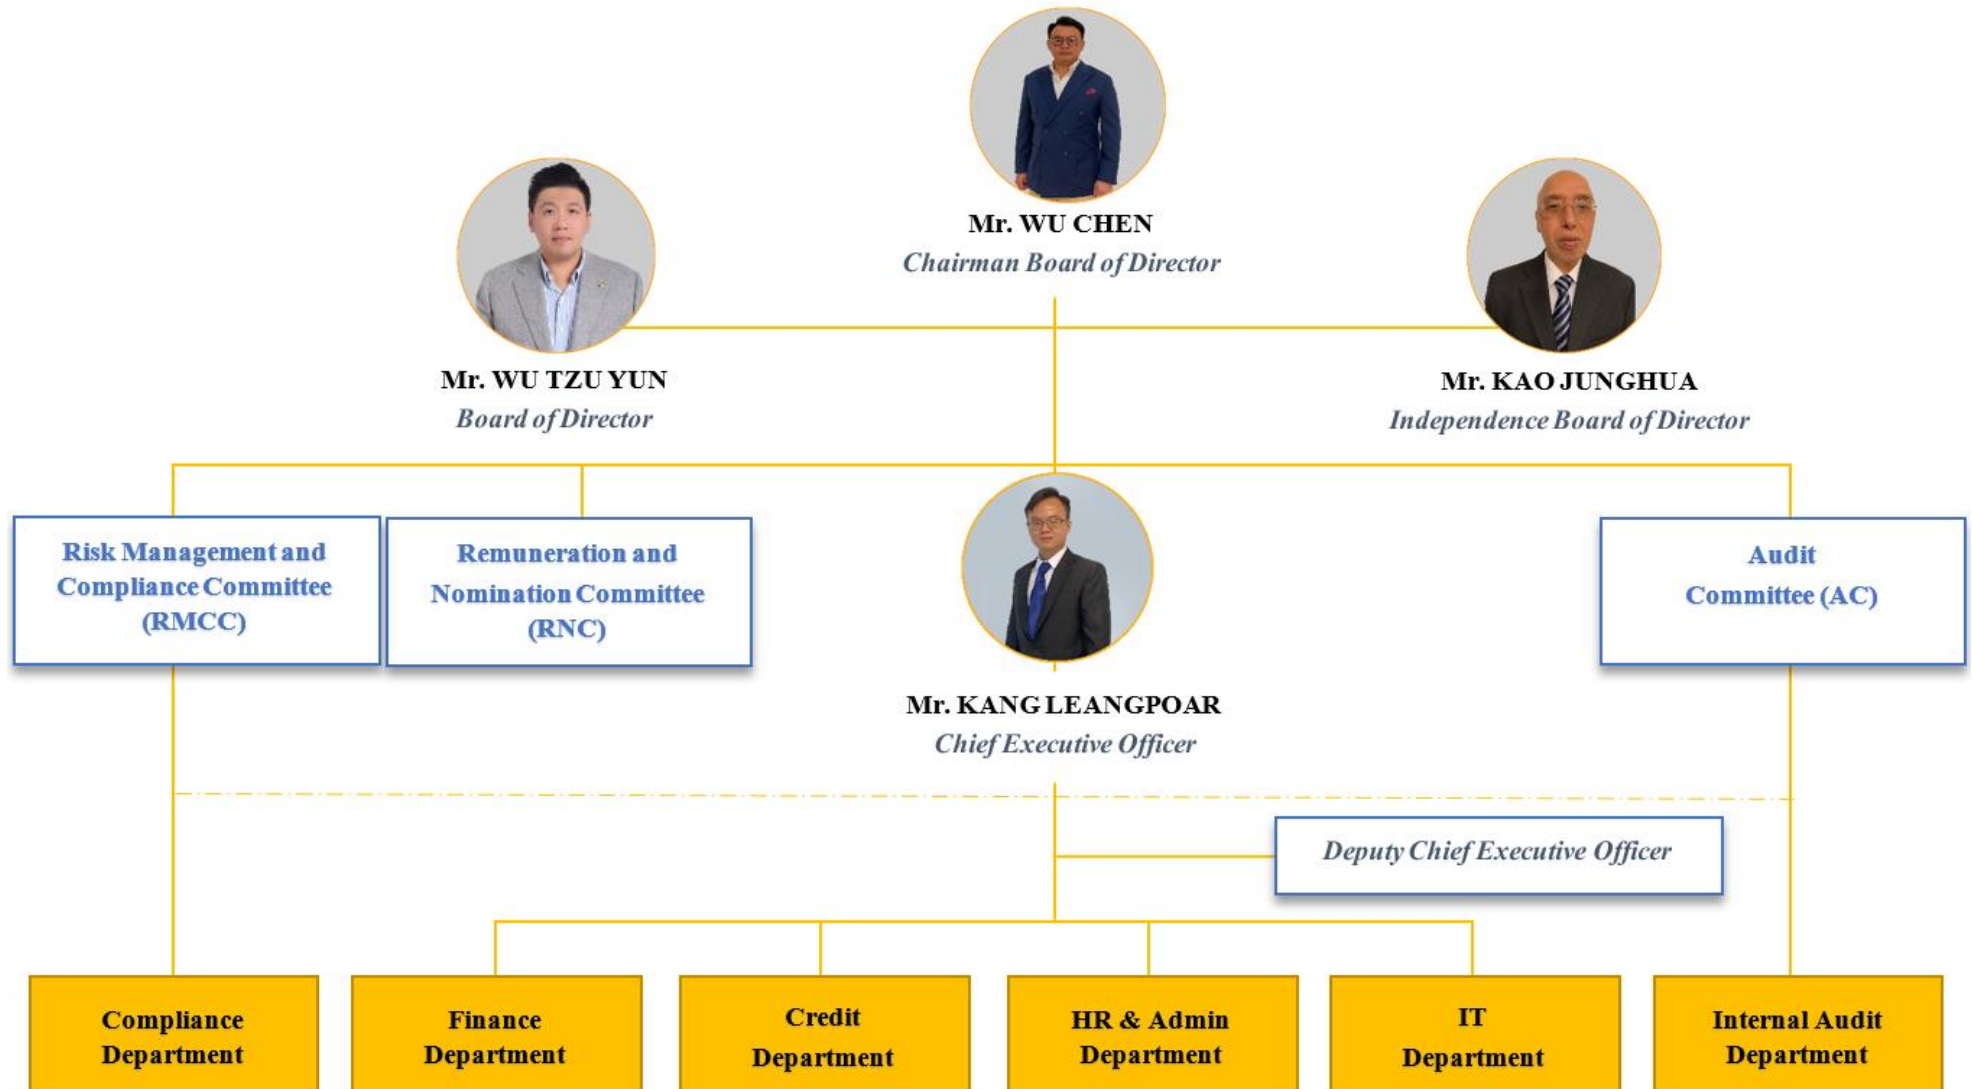 Mr. WU CHEN
Chairman Board of Director
Mr. WU TZU YUN
Board of Director
Mr. KAO JUNGHUA
Independence Board of Director
Risk Management and
Compliance Committee
(RMCC)
Remuneration and
Nomination Committee
(RNC)
Audit
Committee (AC)
Mr. KANG LEANGPOAR
Chief Executive Officer
Deputy Chief Executive Officer
Compliance
Department
Finance
Department
Credit
Department
HR & Admin
Department
IT
Department
Internal Audit
Department